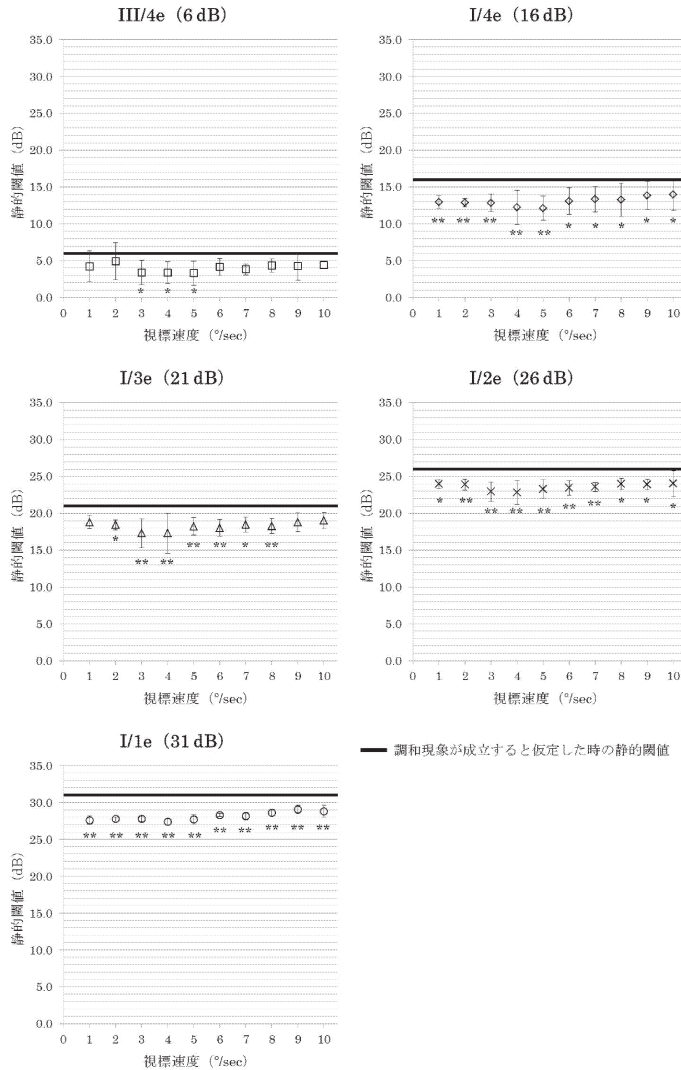 III/4e（6 dB）
35.0
30.0
25.0
20.0
15.0
10.0
5.0
0.0
静的閾値（dB）
* * *
0 1 2 3 4 5 6 7 8 9 10
視標速度（°/sec）
I/4e（16 dB）
35.0
30.0
25.0
20.0
15.0
10.0
5.0
0.0
静的閾値（dB）
** ** ** ** ** * * * * *
0 1 2 3 4 5 6 7 8 9 10
視標速度（°/sec）
I/3e（21 dB）
35.0
30.0
25.0
20.0
15.0
10.0
5.0
0.0
静的閾値（dB）
* ** ** ** ** * **
0 1 2 3 4 5 6 7 8 9 10
視標速度（°/sec）
I/2e（26 dB）
35.0
30.0
25.0
20.0
15.0
10.0
5.0
0.0
静的閾値（dB）
* ** ** ** ** ** ** * * *
0 1 2 3 4 5 6 7 8 9 10
視標速度（°/sec）
I/1e（31 dB）
35.0
30.0
25.0
20.0
15.0
10.0
5.0
0.0
静的閾値（dB）
** ** ** ** ** ** ** ** ** **
0 1 2 3 4 5 6 7 8 9 10
視標速度（°/sec）
調和現象が成立すると仮定した時の静的閾値